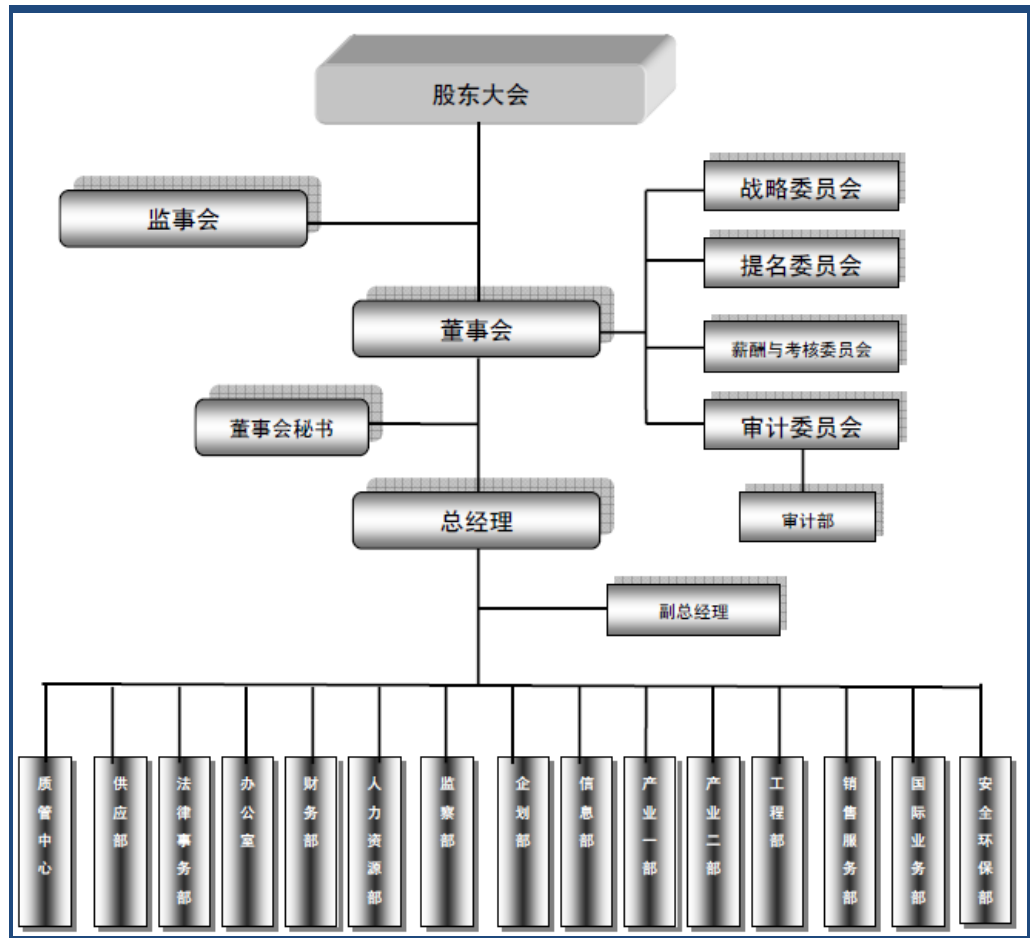 股东大会
监事会
战略委员会
提名委员会
董事会
薪酬与考核委员会
董事会秘书
审计委员会
总经理
审计部
副总经理
质管中心
供应部
法律事务部
办公室
财务部
人力资源部
监察部
企划部
信息部
产业一部
产业二部
工程部
销售服务部
国际业务部
安全环保部